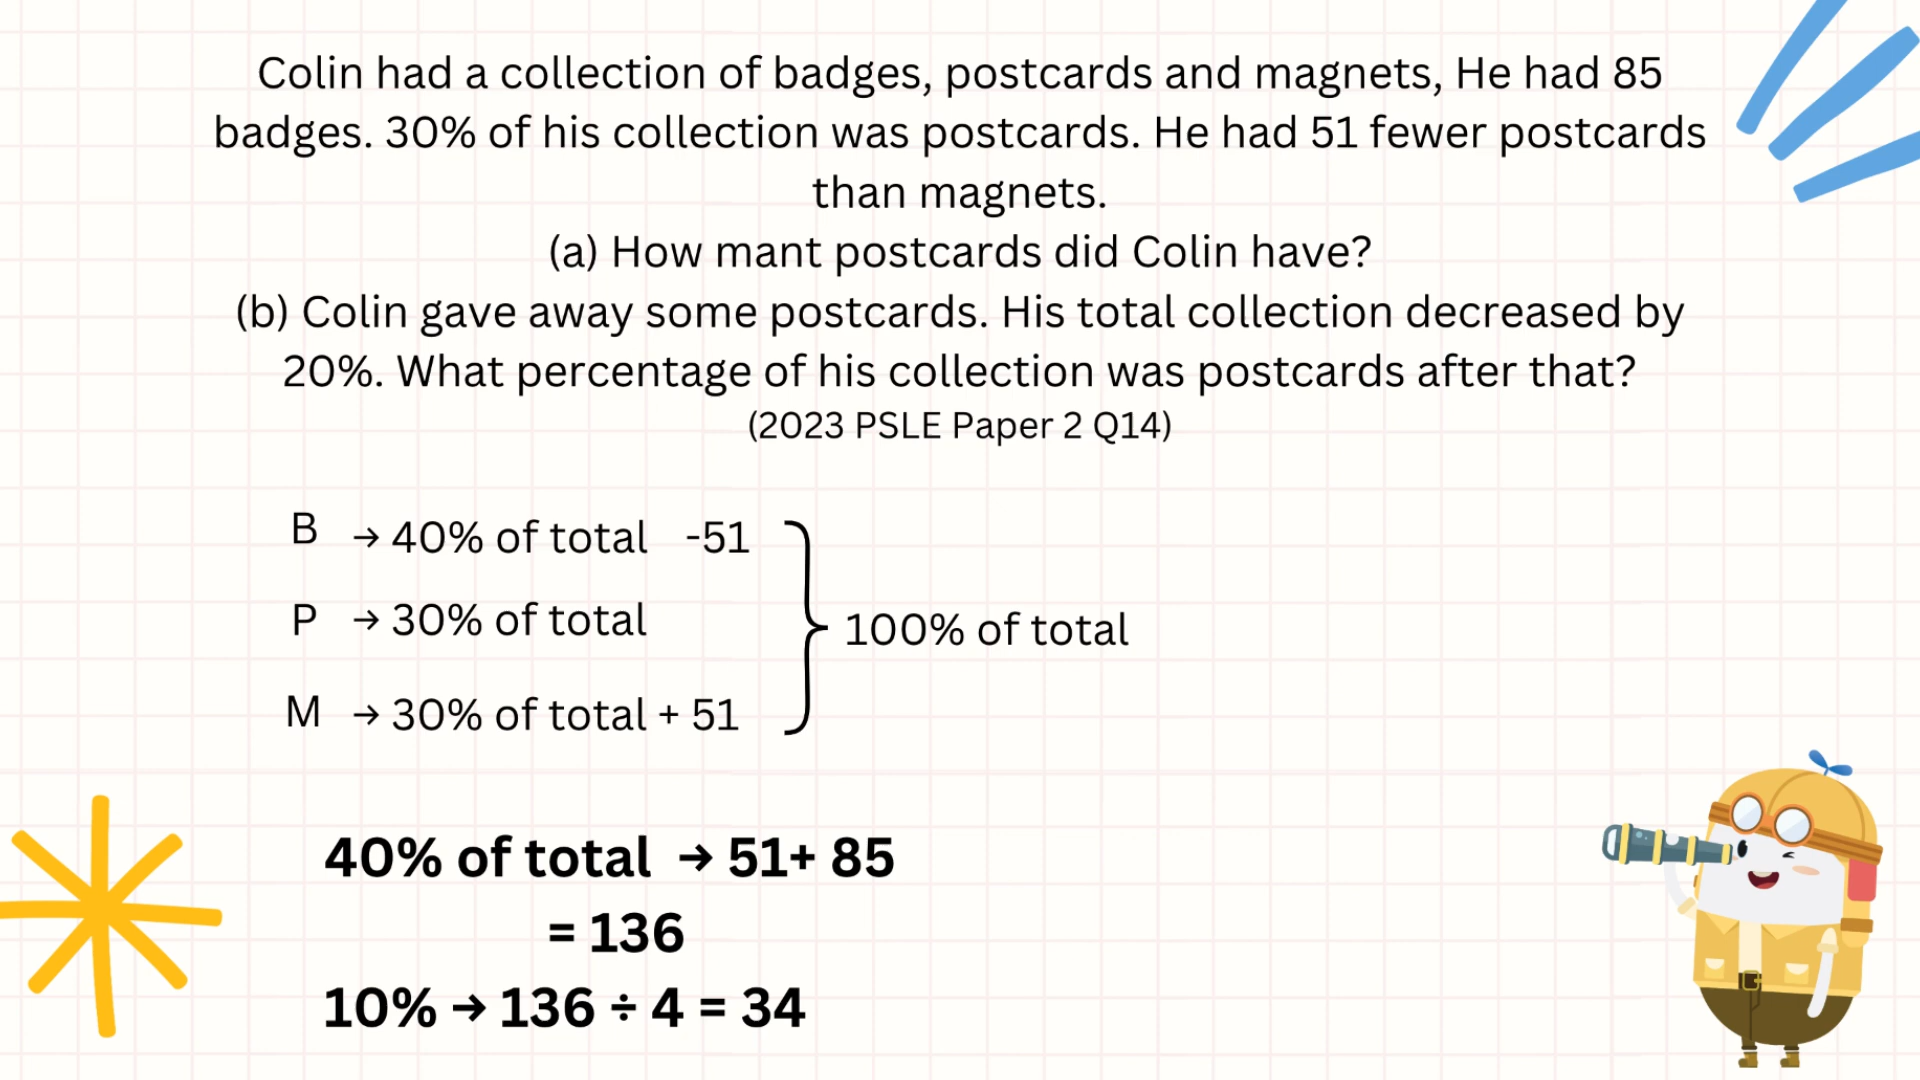 Colin had a collection of badges, postcards and magnets, He had 85
badges. 30% of his collection was postcards. He had 51 fewer postcards
than magnets.
(a) How mant postcards did Colin have?
(b) Colin gave away some postcards. His total collection decreased by
20%. What percentage of his collection was postcards after that?
(2023 PSLE Paper 2 Q14)
B → 40% of total -51
P → 30% of total
100% of total
M → 30% of total + 51
40% of total → 51+ 85
= 136
10% → 136 ÷ 4 = 34